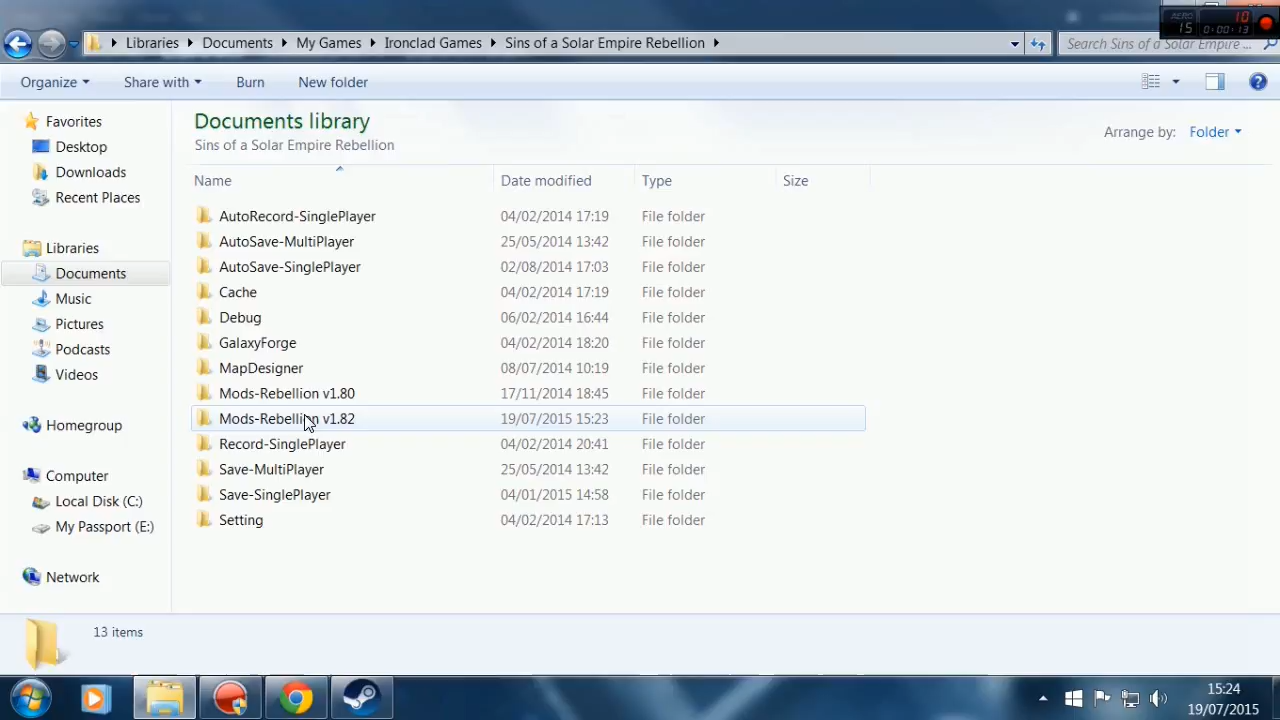 AERO 10
15 0:00:13
Libraries Documents My Games Ironclad Games Sins of a Solar Empire Rebellion Search Sins of a Solar Empire ...
Organize Share with Burn New folder
Documents library
Sins of a Solar Empire Rebellion
Arrange by: Folder
Name Date modified Type Size
AutoRecord-SinglePlayer 04/02/2014 17:19 File folder
AutoSave-MultiPlayer 25/05/2014 13:42 File folder
AutoSave-SinglePlayer 02/08/2014 17:03 File folder
Cache 04/02/2014 17:19 File folder
Debug 06/02/2014 16:44 File folder
GalaxyForge 04/02/2014 18:20 File folder
MapDesigner 08/07/2014 10:19 File folder
Mods-Rebellion v1.80 17/11/2014 18:45 File folder
Mods-Rebellion v1.82 19/07/2015 15:23 File folder
Record-SinglePlayer 04/02/2014 20:41 File folder
Save-MultiPlayer 25/05/2014 13:42 File folder
Save-SinglePlayer 04/01/2015 14:58 File folder
Setting 04/02/2014 17:13 File folder
Favorites
Desktop
Downloads
Recent Places
Libraries
Documents
Music
Pictures
Podcasts
Videos
Homegroup
Computer
Local Disk (C:)
My Passport (E:)
Network
13 items
15:24
19/07/2015